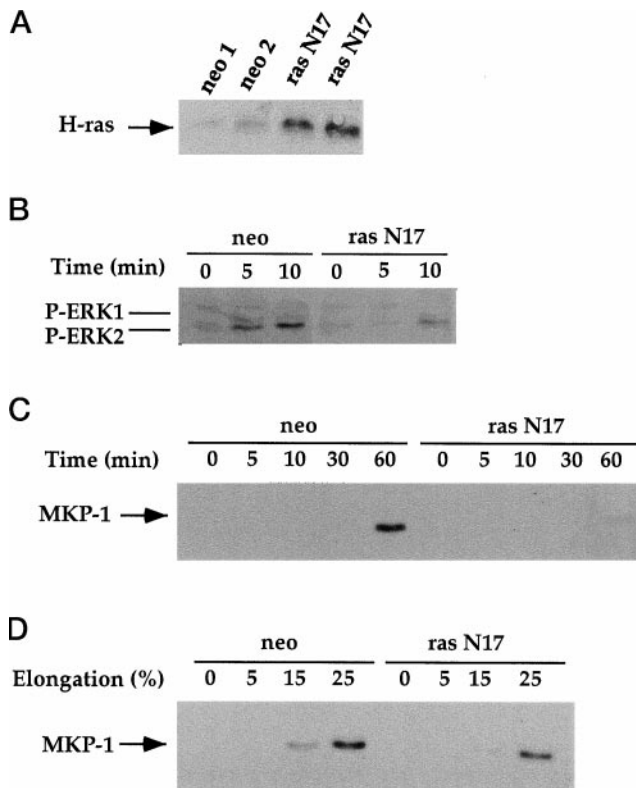 A
neo 1 neo 2 ras N17 ras N17
H-ras
B
neo ras N17
Time (min) 0 5 10 0 5 10
P-ERK1
P-ERK2
C
neo ras N17
Time (min) 0 5 10 30 60 0 5 10 30 60
MKP-1
D
neo ras N17
Elongation (%) 0 5 15 25 0 5 15 25
MKP-1